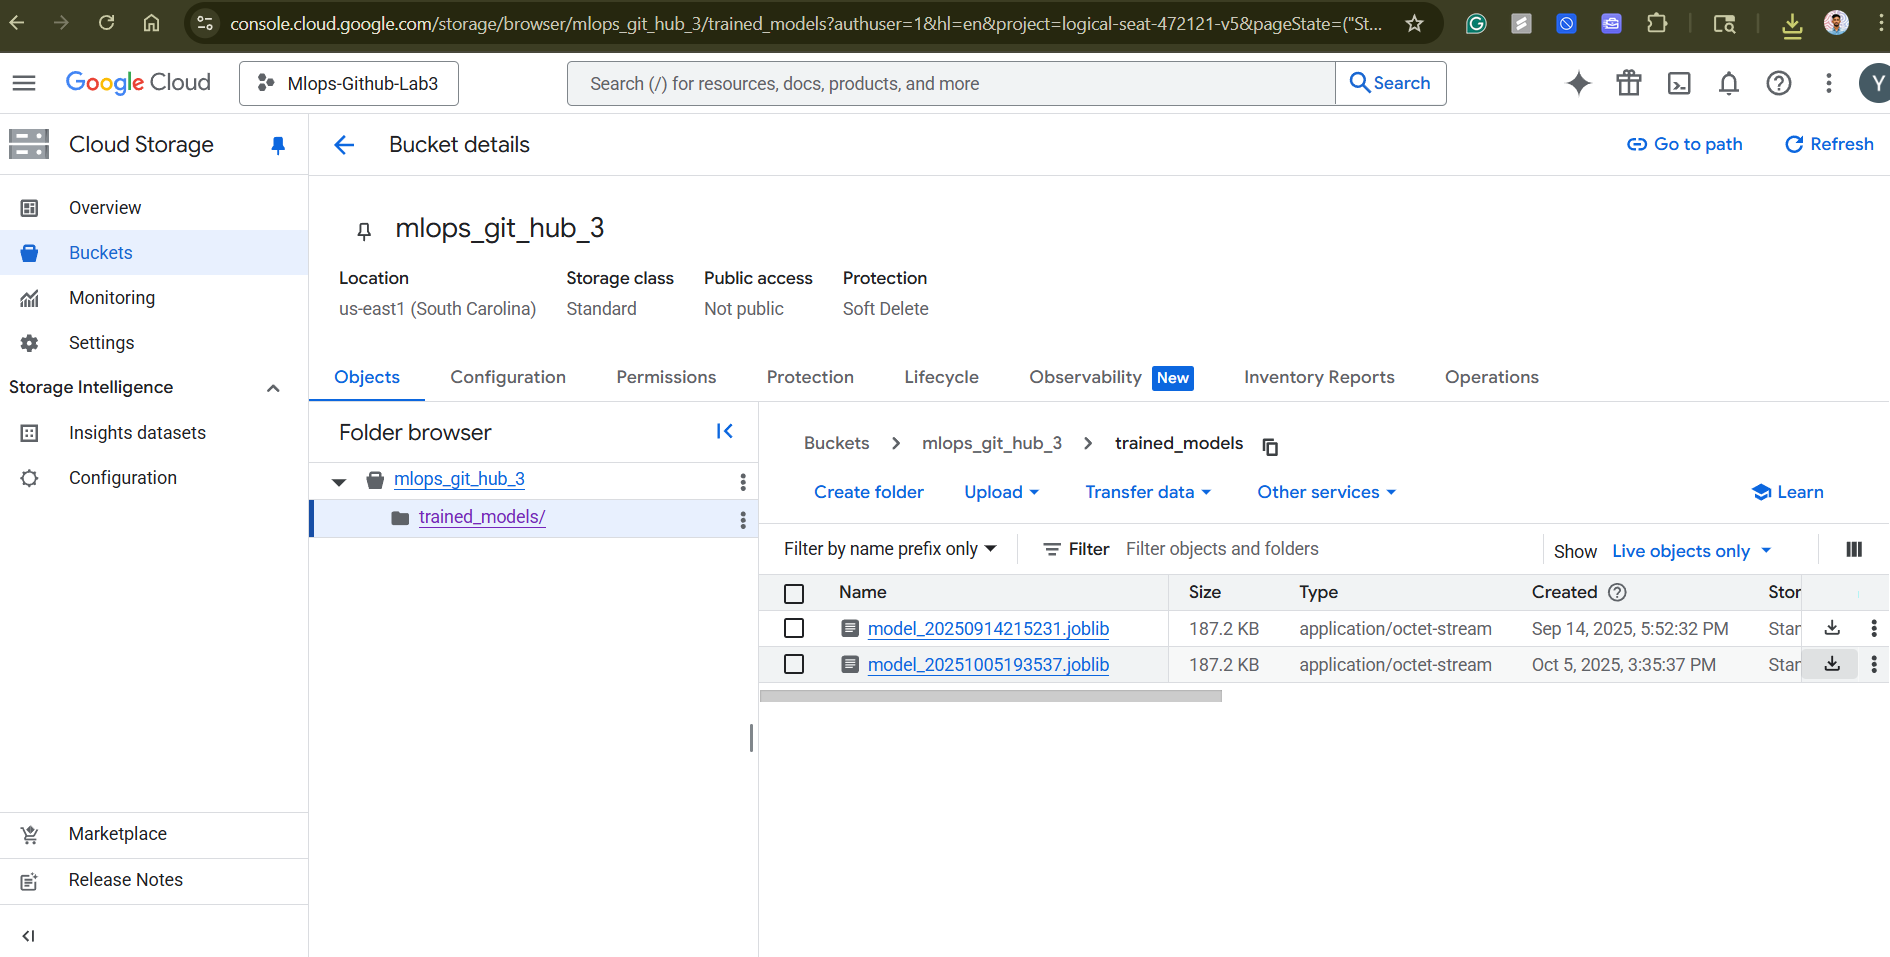 console.cloud.google.com/storage/browser/mlops_git_hub_3/trained_models?authuser=1&hl=en&project=logical-seat-472121-v5&pageState=("St...
Google Cloud
Mlops-Github-Lab3
Search (/) for resources, docs, products, and more
Search
Y
Cloud Storage
Bucket details
Go to path
Refresh
Overview
Buckets
Monitoring
Settings
Storage Intelligence
Insights datasets
Configuration
Marketplace
Release Notes
mlops_git_hub_3
Location Storage class Public access Protection
us-east1 (South Carolina) Standard Not public Soft Delete
Objects Configuration Permissions Protection Lifecycle Observability New Inventory Reports Operations
Folder browser
mlops_git_hub_3
trained_models/
Buckets > mlops_git_hub_3 > trained_models
Create folder Upload Transfer data Other services Learn
Filter by name prefix only Filter Filter objects and folders Show Live objects only
Name Size Type Created Stor
model_20250914215231.joblib 187.2 KB application/octet-stream Sep 14, 2025, 5:52:32 PM Star
model_20251005193537.joblib 187.2 KB application/octet-stream Oct 5, 2025, 3:35:37 PM Star